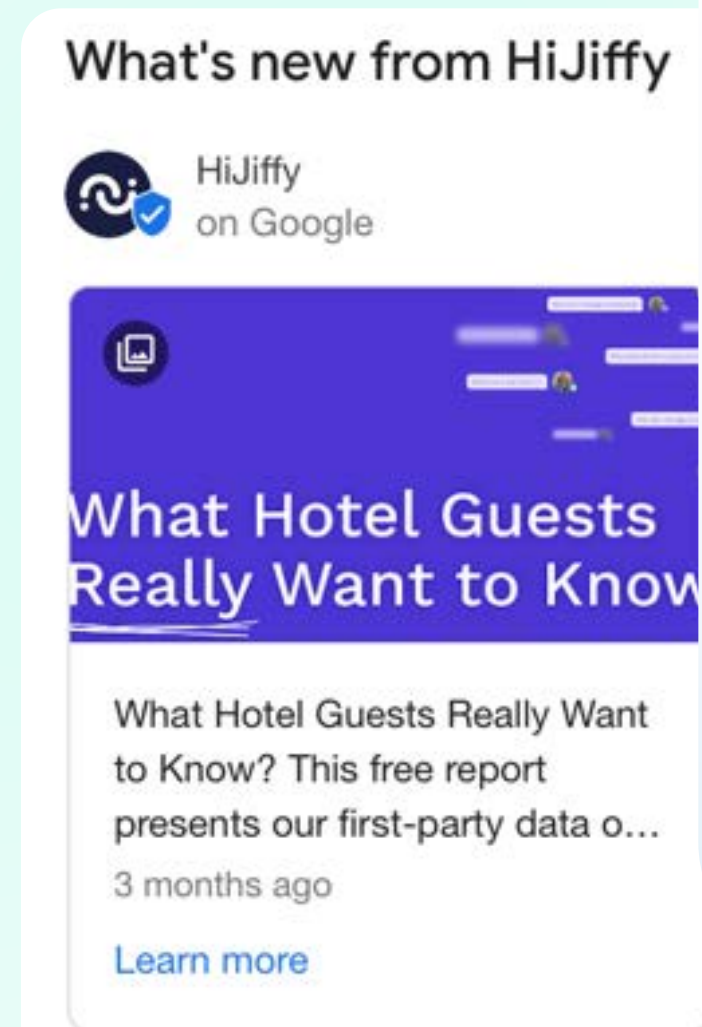 What's new from HiJiffy
HiJiffy
on Google
What Hotel Guests
Really Want to Know
What Hotel Guests Really Want
to Know? This free report
presents our first-party data o...
3 months ago
Learn more